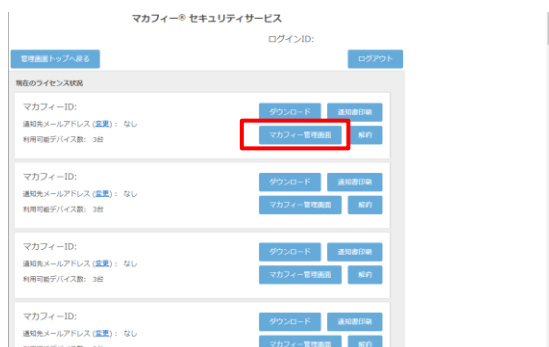 マカフィー® セキュリティサービス
ログインID:
管理画面トップへ戻る ログアウト
現在のライセンス状況
マカフィーID:
ダウンロード 通知書印刷
通知先メールアドレス (変更) : なし
マカフィー管理画面 解約
利用可能デバイス数: 3台
マカフィーID:
ダウンロード 通知書印刷
通知先メールアドレス (変更) : なし
マカフィー管理画面 解約
利用可能デバイス数: 3台
マカフィーID:
ダウンロード 通知書印刷
通知先メールアドレス (変更) : なし
マカフィー管理画面 解約
利用可能デバイス数: 3台
マカフィーID:
ダウンロード 通知書印刷
通知先メールアドレス (変更) : なし
マカフィー管理画面 解約